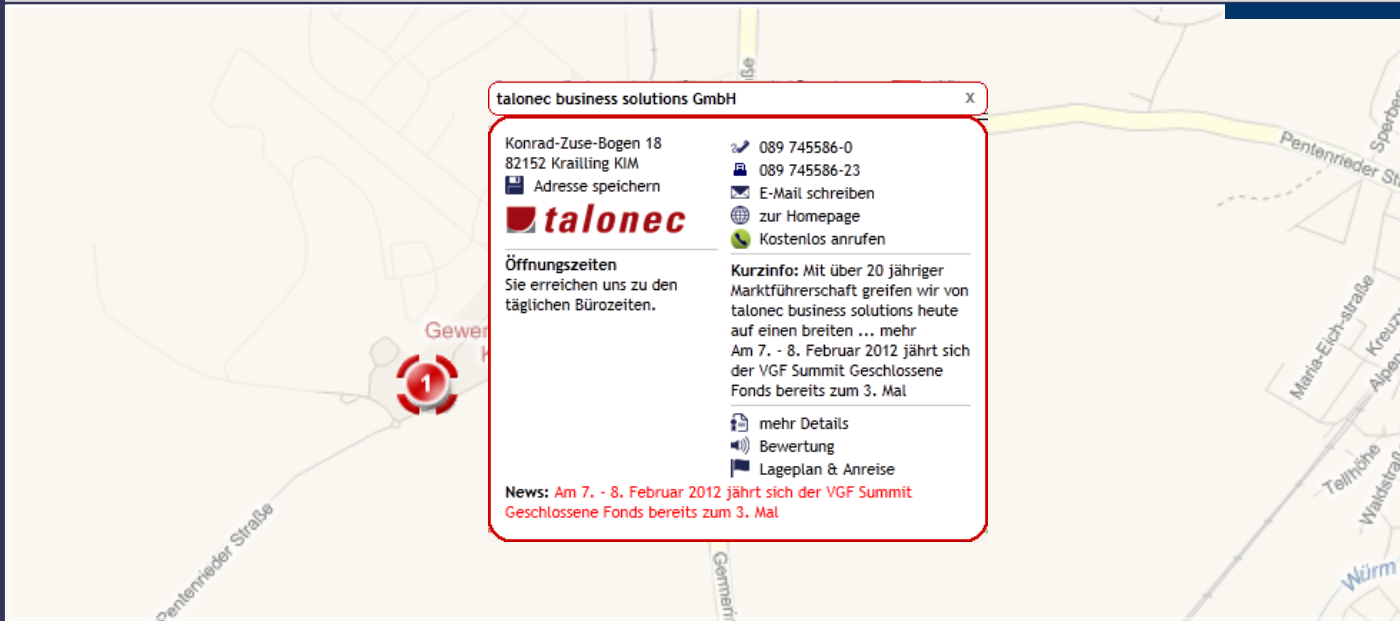 talonec business solutions GmbH
X
Konrad-Zuse-Bogen 18
82152 Krailling KIM
Adresse speichern
talonec
Öffnungszeiten
Sie erreichen uns zu den
täglichen Bürozeiten.
089 745586-0
089 745586-23
E-Mail schreiben
zur Homepage
Kostenlos anrufen
Kurzinfo: Mit über 20 jähriger
Marktführerschaft greifen wir von
talonec business solutions heute
auf einen breiten ... mehr
Am 7. - 8. Februar 2012 jährt sich
der VGF Summit Geschlossene
Fonds bereits zum 3. Mal
mehr Details
Bewertung
Lageplan & Anreise
News: Am 7. - 8. Februar 2012 jährt sich der VGF Summit
Geschlossene Fonds bereits zum 3. Mal
1
Pentenrieder Straße
Pentenrieder
Maria-Eich-straße
Tellhöhe
Würm